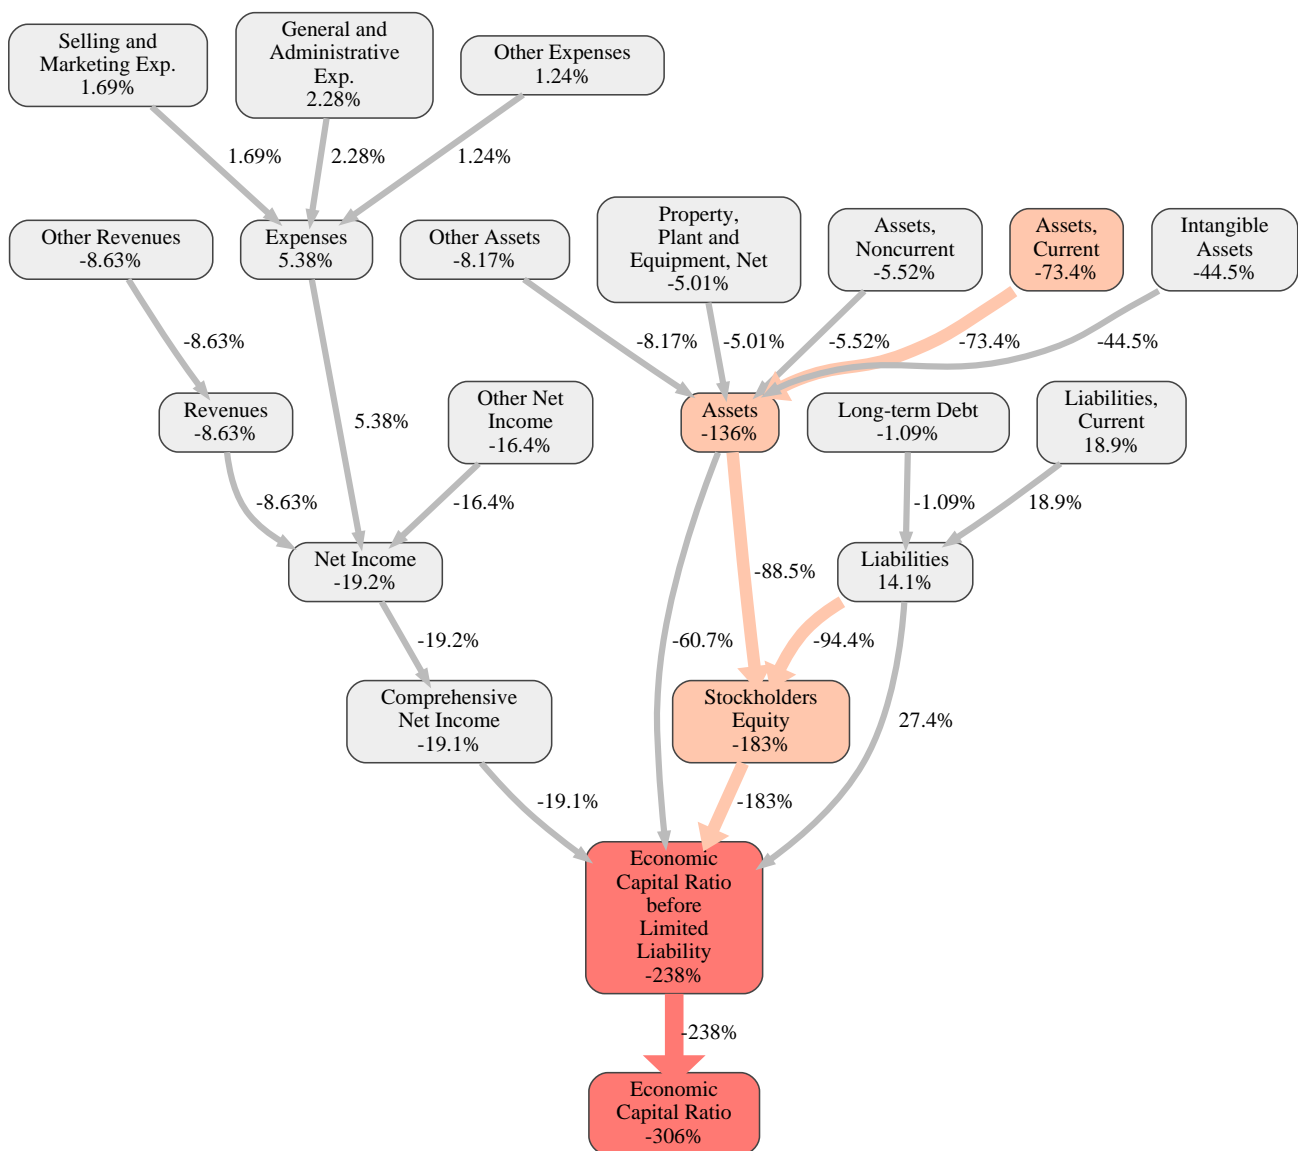 Selling and
Marketing Exp.
1.69%
General and
Administrative
Exp.
2.28%
Other Expenses
1.24%
1.69%
2.28%
1.24%
Other Revenues
-8.63%
Expenses
5.38%
Other Assets
-8.17%
Property,
Plant and
Equipment, Net
-5.01%
Assets,
Noncurrent
-5.52%
Assets,
Current
-73.4%
Intangible
Assets
-44.5%
-8.63%
-8.17%
-5.01%
-5.52%
-73.4%
-44.5%
Revenues
-8.63%
5.38%
Other Net
Income
-16.4%
Assets
-136%
Long-term Debt
-1.09%
Liabilities,
Current
18.9%
-8.63%
-16.4%
-1.09%
18.9%
Net Income
-19.2%
-88.5%
Liabilities
14.1%
-19.2%
-60.7%
-94.4%
Comprehensive
Net Income
-19.1%
Stockholders
Equity
-183%
27.4%
-19.1%
-183%
Economic
Capital Ratio
before
Limited
Liability
-238%
-238%
Economic
Capital Ratio
-306%